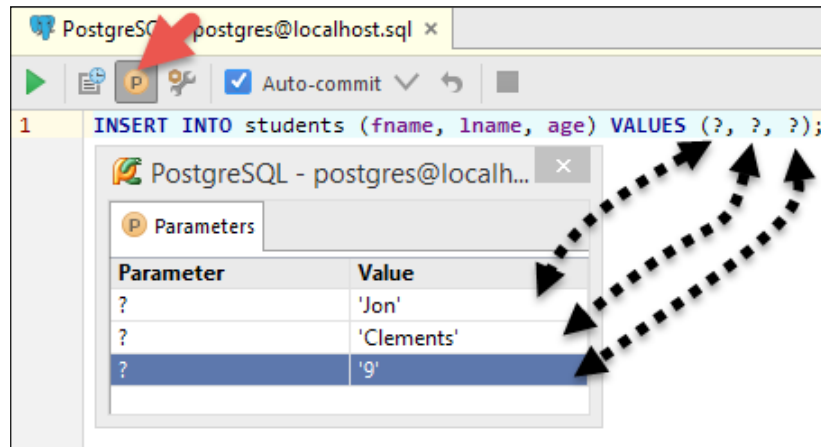 PostgreSQL postgres@localhost.sql ×
P Auto-commit
1 INSERT INTO students (fname, lname, age) VALUES (?, ?, ?);
PostgreSQL - postgres@localh... ×
P Parameters
Parameter Value
? 'Jon'
? 'Clements'
? '9'